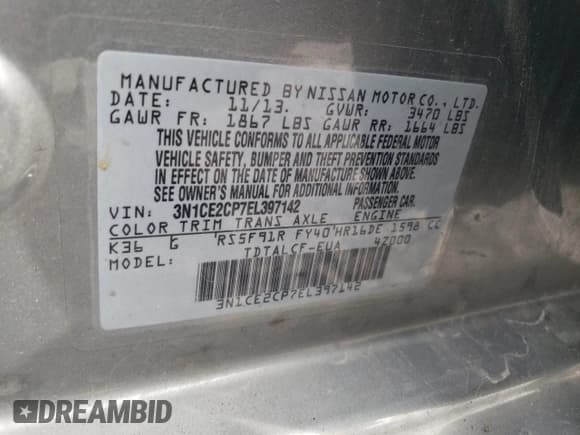 MANUFACTURED BY NISSAN MOTOR CO., LTD.
DATE: 11/13. GVWR: 3470 LBS
GAWR FR: 1867 LBS GAWR RR: 1664 LBS
THIS VEHICLE CONFORMS TO ALL APPLICABLE FEDERAL MOTOR
VEHICLE SAFETY, BUMPER AND THEFT PREVENTION STANDARDS
IN EFFECT ON THE DATE OF MANUFACTURE SHOWN ABOVE.
SEE OWNER'S MANUAL FOR ADDITIONAL INFORMATION.
VIN: 3N1CE2CP7EL397142 PASSENGER CAR.
COLOR TRIM TRANS AXLE ENGINE
K36 G RS5F91R FY40 HR16DE 1598 CC
MODEL: TDTALCF-EUA 4Z000
3N1CE2CP7EL397142
DREAMBID